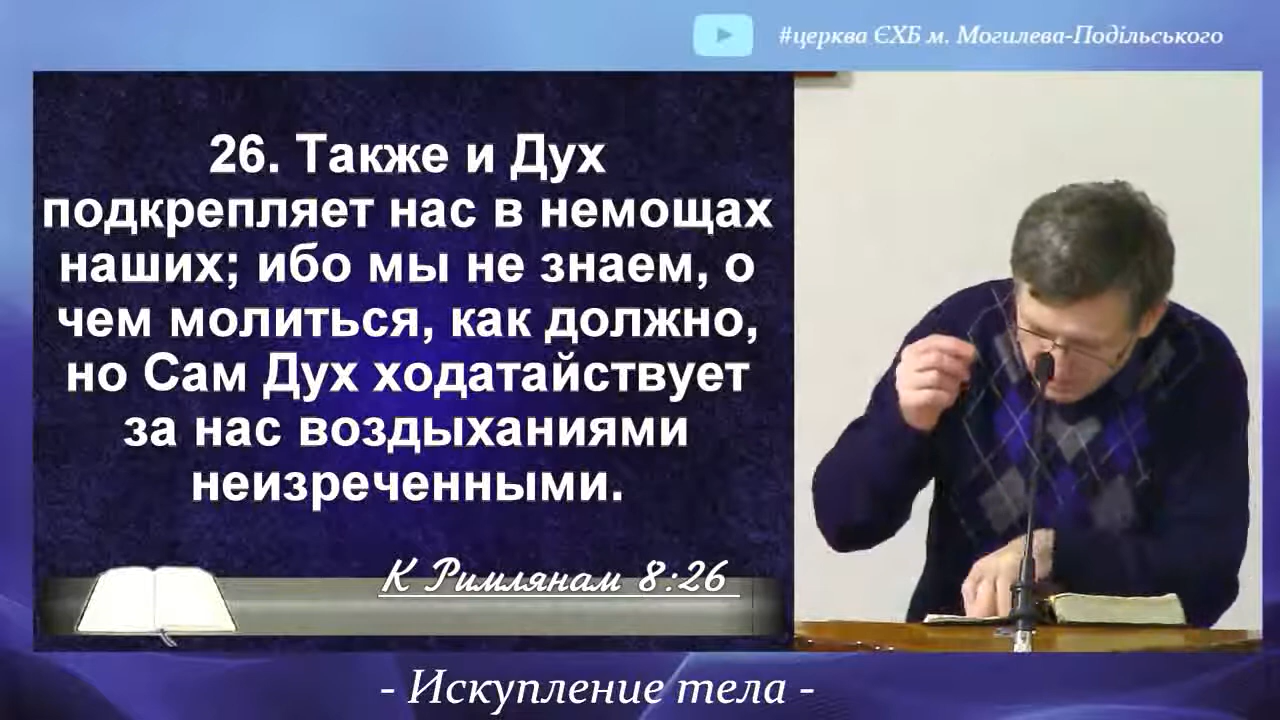 #церква ЄХБ м. Могилева-Подільського
26. Также и Дух
подкрепляет нас в немощах
наших; ибо мы не знаем, о
чем молиться, как должно,
но Сам Дух ходатайствует
за нас воздыханиями
неизреченными.
К Римлянам 8:26
- Искупление тела -